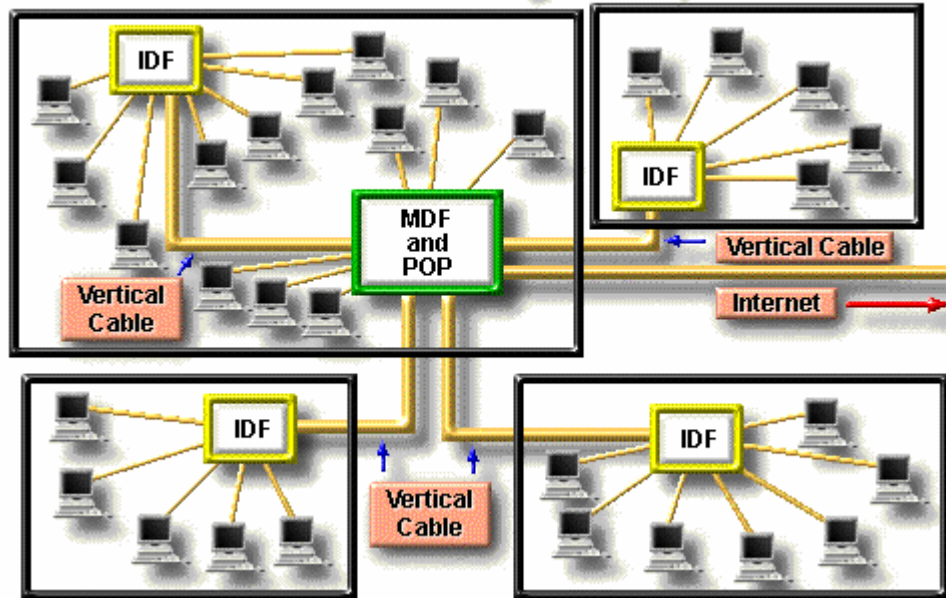 IDF
MDF
and
POP
Vertical
Cable
IDF
Vertical Cable
Internet
IDF
Vertical
Cable
IDF